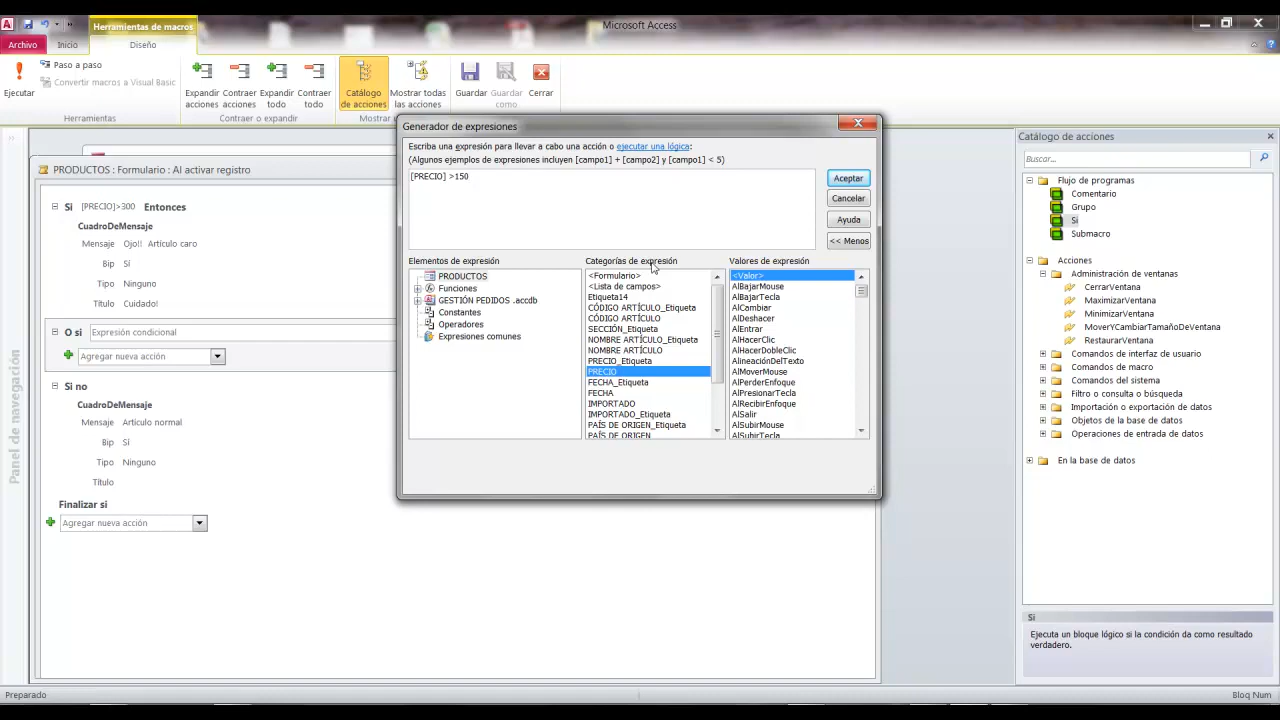 Herramientas de macros
Microsoft Access
Archivo
Inicio
Diseño
Ejecutar
Paso a paso
Convertir macros a Visual Basic
Herramientas
Expandir acciones
Contraer acciones
Expandir todo
Contraer todo
Contraer o expandir
Catálogo de acciones
Mostrar todas las acciones
Mostrar
Guardar
Guardar como
Cerrar
PRODUCTOS : Formulario : Al activar registro
Si [PRECIO]>300 Entonces
CuadroDeMensaje
Mensaje Ojo!! Artículo caro
Bip Sí
Tipo Ninguno
Título Cuidado!
O si Expresión condicional
Agregar nueva acción
Si no
CuadroDeMensaje
Mensaje Artículo normal
Bip Sí
Tipo Ninguno
Título
Finalizar si
Agregar nueva acción
Panel de navegación
Generador de expresiones
Escriba una expresión para llevar a cabo una acción o ejecutar una lógica:
(Algunos ejemplos de expresiones incluyen [campo1] + [campo2] y [campo1] < 5)
[PRECIO] >150
Aceptar
Cancelar
Ayuda
<< Menos
Elementos de expresión
PRODUCTOS
Funciones
GESTIÓN PEDIDOS .accdb
Constantes
Operadores
Expresiones comunes
Categorías de expresión
<Formulario>
<Lista de campos>
Etiqueta14
CÓDIGO ARTÍCULO_Etiqueta
CÓDIGO ARTÍCULO
SECCIÓN_Etiqueta
NOMBRE ARTÍCULO_Etiqueta
NOMBRE ARTÍCULO
PRECIO_Etiqueta
PRECIO
FECHA_Etiqueta
FECHA
IMPORTADO
IMPORTADO_Etiqueta
PAÍS DE ORIGEN_Etiqueta
PAÍS DE ORIGEN
Valores de expresión
<Valor>
AlBajarMouse
AlBajarTecla
AlCambiar
AlDeshacer
AlEntrar
AlHacerClic
AlHacerDobleClic
AlineaciónDelTexto
AlMoverMouse
AlPerderEnfoque
AlPresionarTecla
AlRecibirEnfoque
AlSalir
AlSubirMouse
AlSubirTecla
Catálogo de acciones
Buscar...
Flujo de programas
Comentario
Grupo
Si
Submacro
Acciones
Administración de ventanas
CerrarVentana
MaximizarVentana
MinimizarVentana
MoverYCambiarTamañoDeVentana
RestaurarVentana
Comandos de interfaz de usuario
Comandos de macro
Comandos del sistema
Filtro o consulta o búsqueda
Importación o exportación de datos
Objetos de la base de datos
Operaciones de entrada de datos
En la base de datos
Si
Ejecuta un bloque lógico si la condición da como resultado
verdadero.
Preparado
Bloq Num